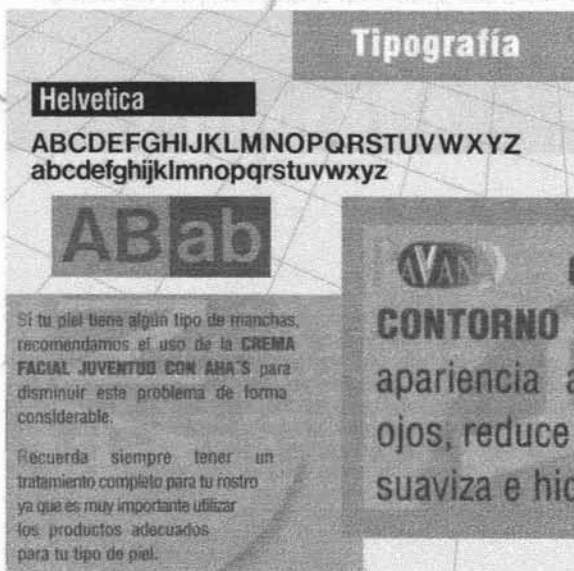 Tipografía
Helvetica
ABCDEFGHIJKLMNOPQRSTUVWXYZ
abcdefghijklmnopqrstuvwxyz
ABab
Si tu piel tiene algún tipo de manchas,
recomendamos el uso de la CREMA
FACIAL JUVENTUD CON AHA´S para
disminuir este problema de forma
considerable.
Recuerda siempre tener un
tratamiento completo para tu rostro
ya que es muy importante utilizar
los productos adecuados
para tu tipo de piel.
CONTORNO
apariencia a
ojos, reduce
suaviza e hid